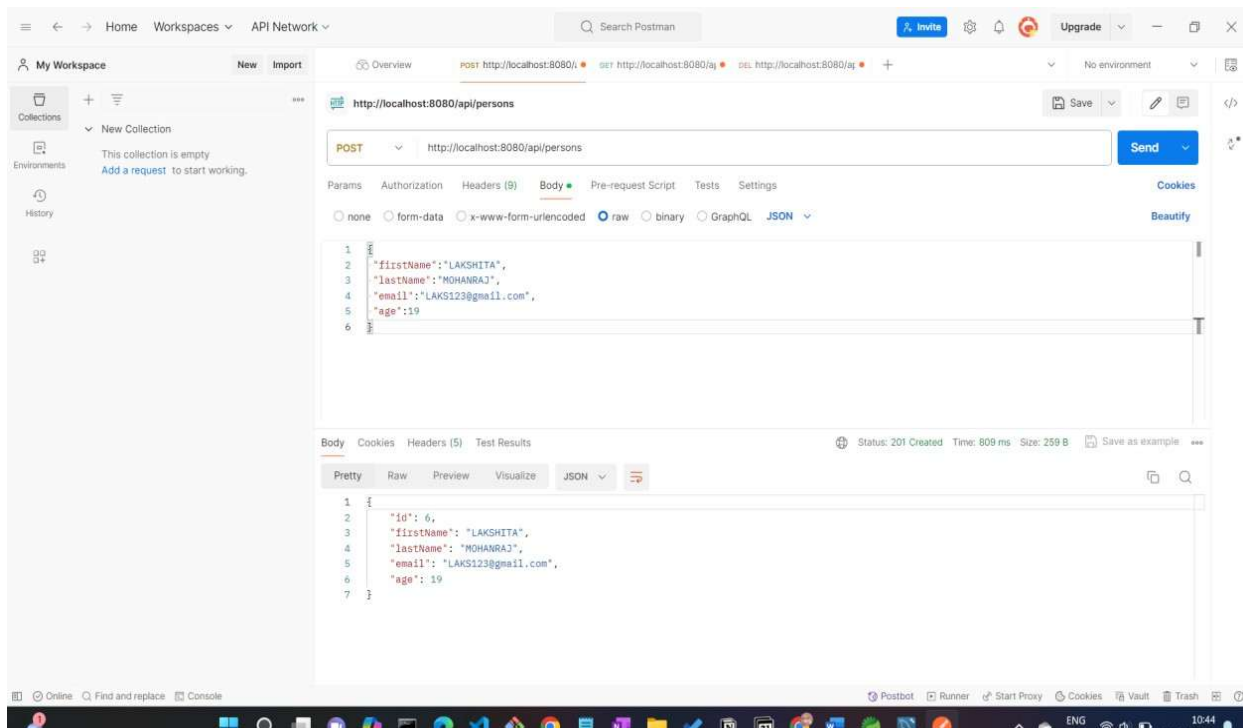 Home Workspaces API Network Search Postman Invite Upgrade
My Workspace New Import Overview POST http://localhost:8080/ GET http://localhost:8080/a DEL http://localhost:8080/a No environment
Collections
New Collection
This collection is empty
Add a request to start working.
Environments
History
HTTP http://localhost:8080/api/persons Save
POST http://localhost:8080/api/persons Send
Params Authorization Headers (9) Body Pre-request Script Tests Settings Cookies
none form-data x-www-form-urlencoded raw binary GraphQL JSON Beautify
1 {
2 "firstName":"LAKSHITA",
3 "lastName":"MOHANRAJ",
4 "email":"LAKS123@gmail.com",
5 "age":19
6 }
Body Cookies Headers (5) Test Results Status: 201 Created Time: 809 ms Size: 259 B Save as example
Pretty Raw Preview Visualize JSON
1 {
2 "id": 6,
3 "firstName": "LAKSHITA",
4 "lastName": "MOHANRAJ",
5 "email": "LAKS123@gmail.com",
6 "age": 19
7 }
Online Find and replace Console Postbot Runner Start Proxy Cookies Vault Trash
ENG 10:44